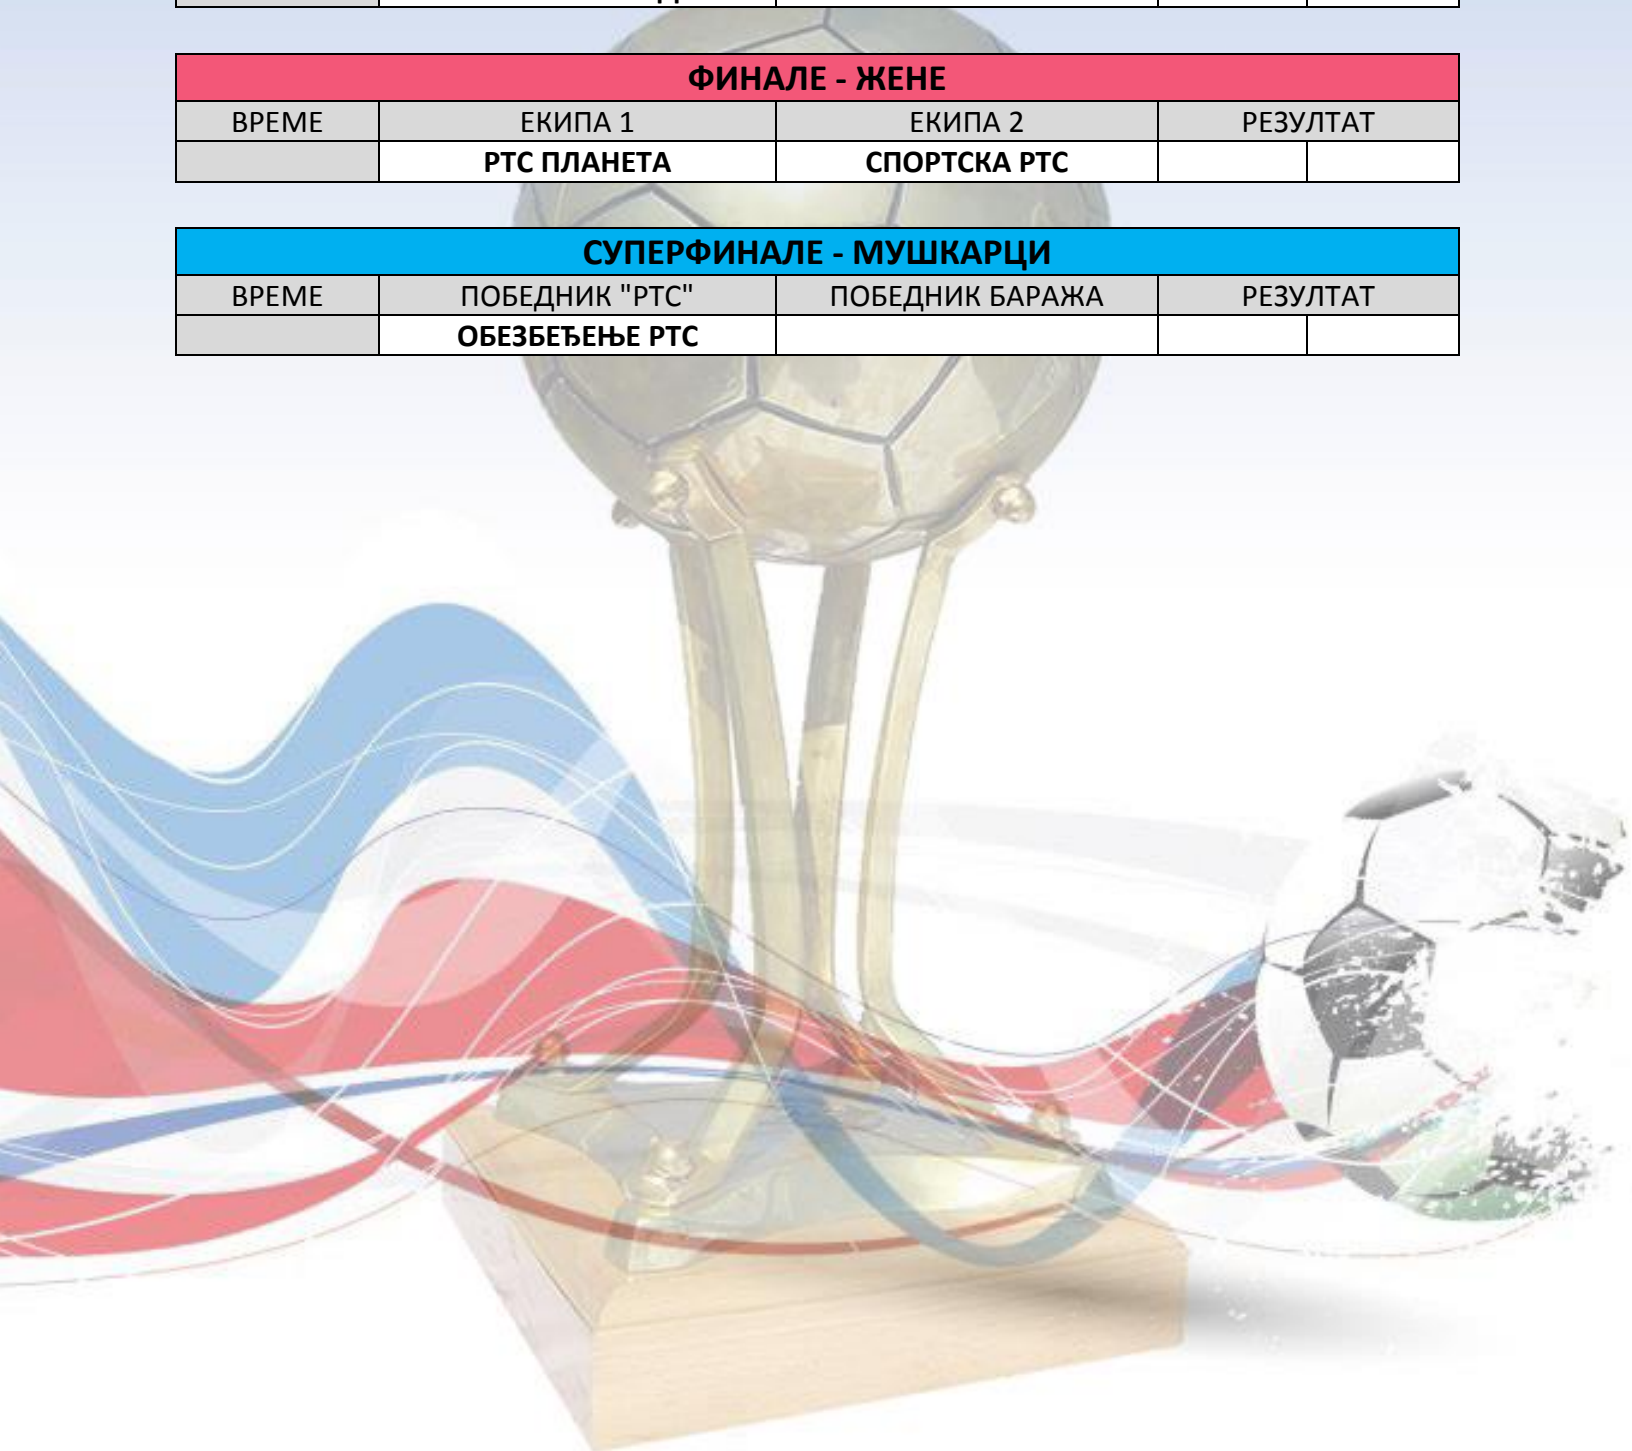 ФИНАЛЕ - ЖЕНЕ
ВРЕМЕ ЕКИПА 1 ЕКИПА 2 РЕЗУЛТАТ
РТС ПЛАНЕТА СПОРТСКА РТС
СУПЕРФИНАЛЕ - МУШКАРЦИ
ВРЕМЕ ПОБЕДНИК "РТС" ПОБЕДНИК БАРАЖА РЕЗУЛТАТ
ОБЕЗБЕЂЕЊЕ РТС